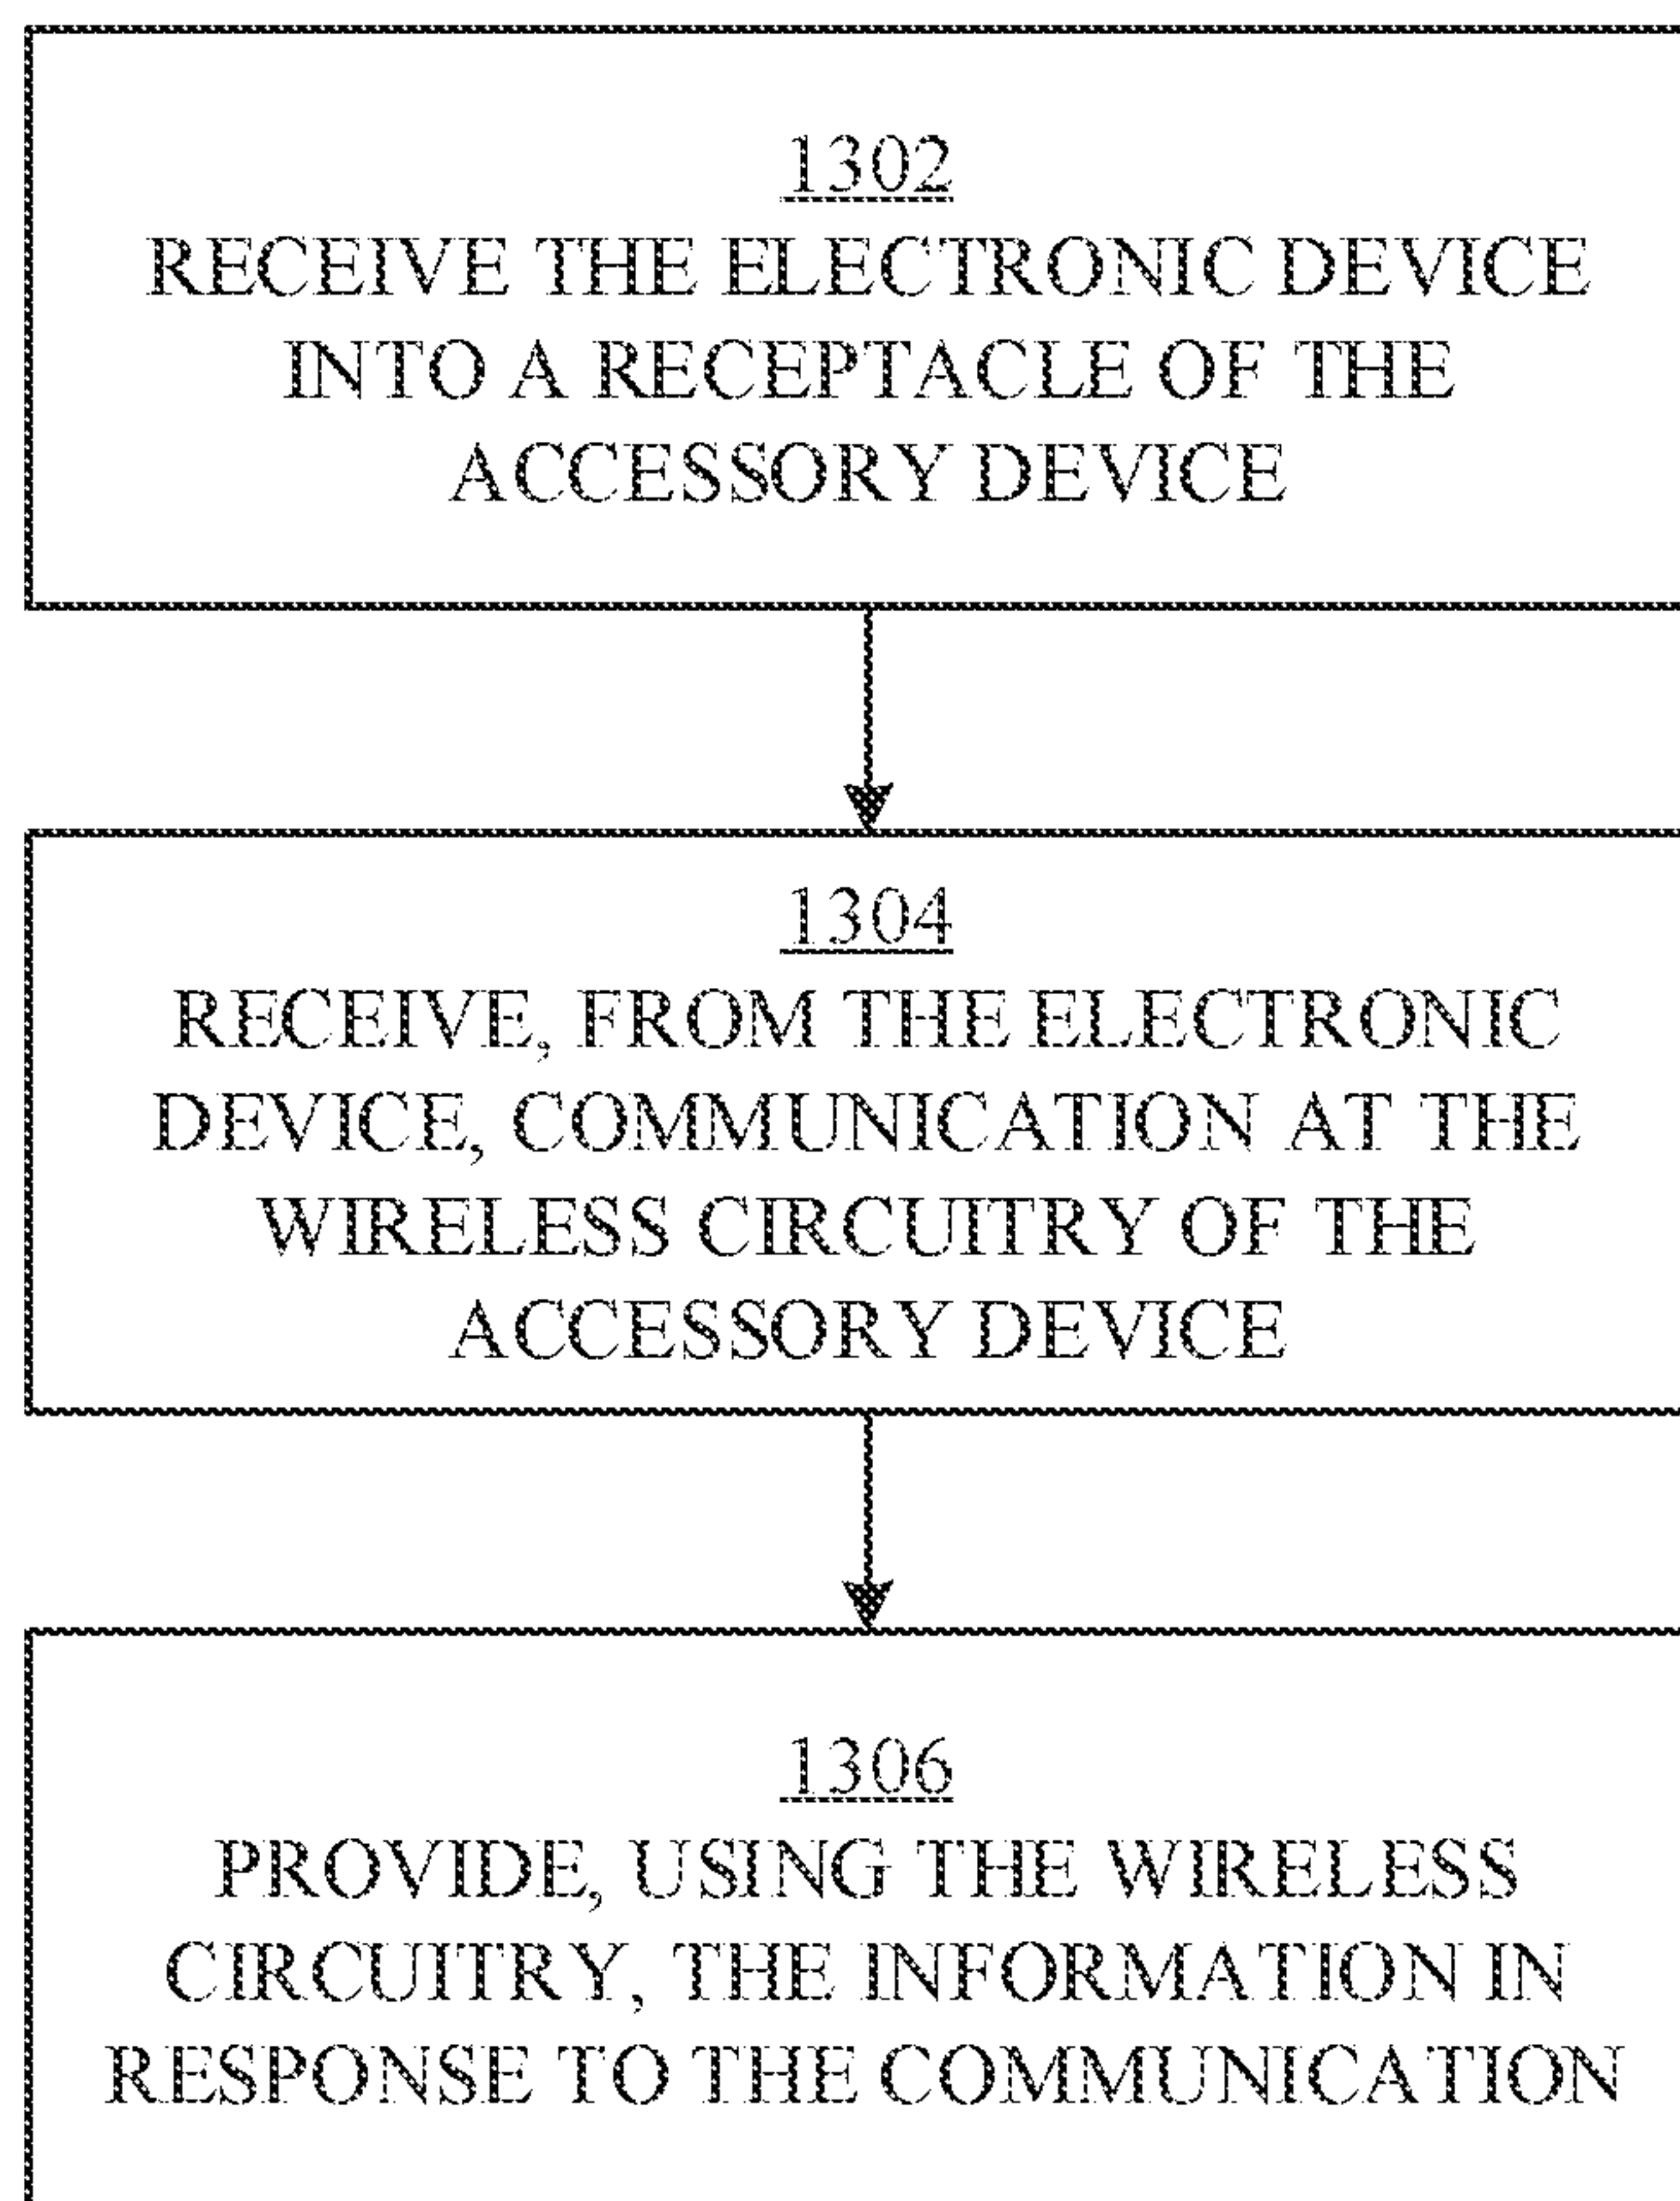 1302
RECEIVE THE ELECTRONIC DEVICE
INTO A RECEPTACLE OF THE
ACCESSORY DEVICE
1304
RECEIVE, FROM THE ELECTRONIC
DEVICE, COMMUNICATION AT THE
WIRELESS CIRCUITRY OF THE
ACCESSORY DEVICE
1306
PROVIDE, USING THE WIRELESS
CIRCUITRY, THE INFORMATION IN
RESPONSE TO THE COMMUNICATION